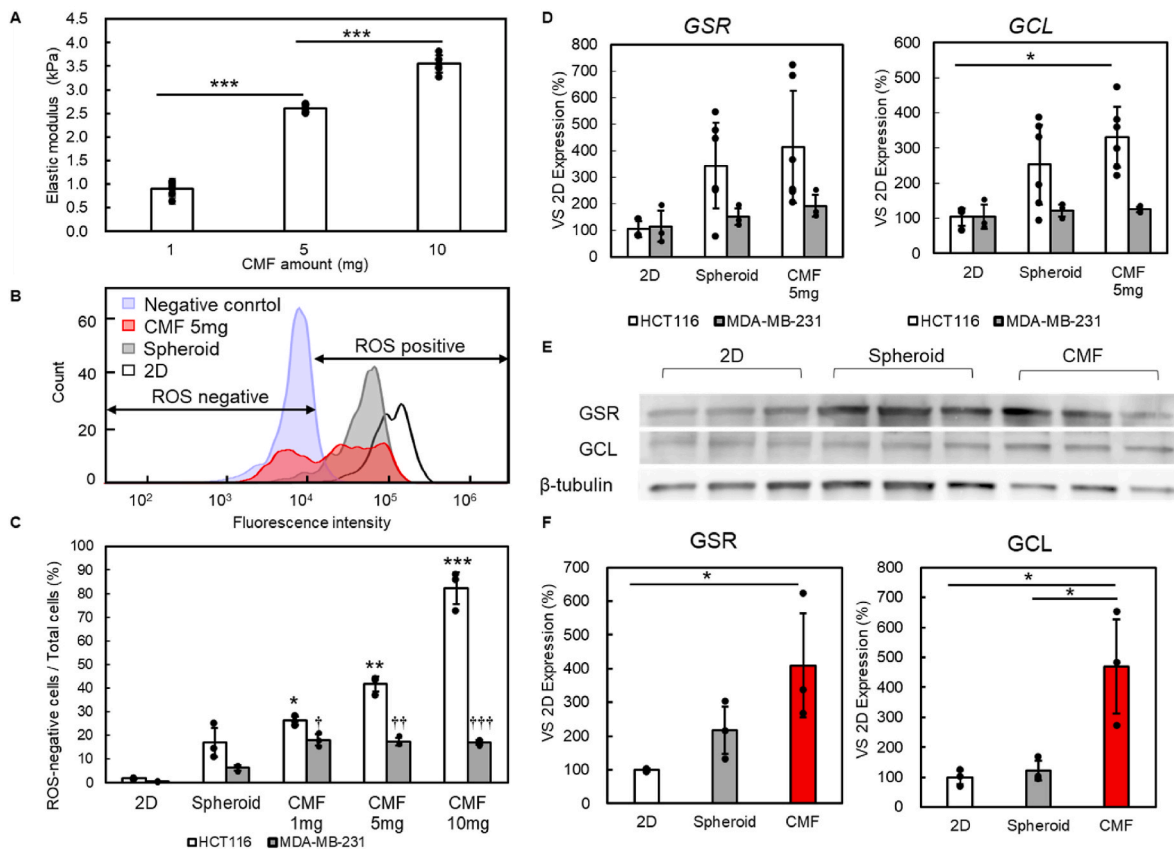 A
Elastic modulus (kPa)
4.5
4.0
3.5
3.0
2.5
2.0
1.5
1.0
0.5
0.0
***
***
1
5
10
CMF amount (mg)
B
Count
60
40
20
0
Negative conrtol
CMF 5mg
Spheroid
2D
ROS positive
ROS negative
10²
10³
10⁴
10⁵
10⁶
Fluorescence intensity
C
ROS-negative cells / Total cells (%)
100
90
80
70
60
50
40
30
20
10
0
*
†
**
††
***
†††
2D
Spheroid
CMF
1mg
CMF
5mg
CMF
10mg
HCT116 MDA-MB-231
D
GSR
VS 2D Expression (%)
800
700
600
500
400
300
200
100
0
2D
Spheroid
CMF
5mg
HCT116 MDA-MB-231
GCL
VS 2D Expression (%)
600
500
400
300
200
100
0
*
2D
Spheroid
CMF
5mg
HCT116 MDA-MB-231
E
2D
Spheroid
CMF
GSR
GCL
β-tubulin
F
GSR
VS 2D Expression (%)
700
600
500
400
300
200
100
0
*
2D
Spheroid
CMF
GCL
VS 2D Expression (%)
800
700
600
500
400
300
200
100
0
*
*
2D
Spheroid
CMF